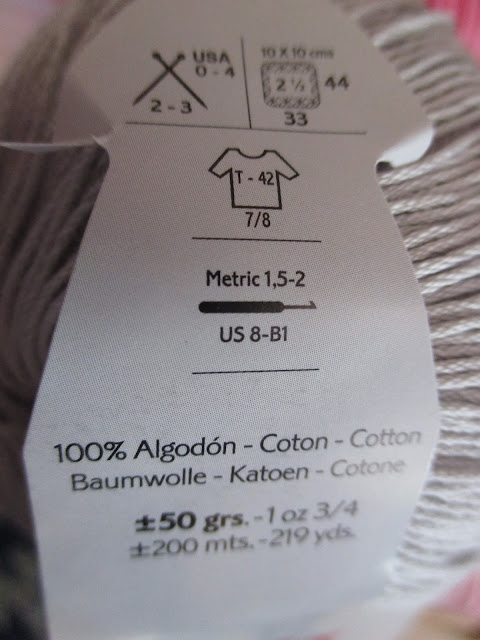 USA
0 - 4
2 - 3
10 X 10 cms
2 ½
44
33
T - 42
7/8
Metric 1,5-2
US 8-B1
100% Algodón - Coton - Cotton
Baumwolle - Katoen - Cotone
±50 grs. - 1 oz 3/4
±200 mts. - 219 yds.